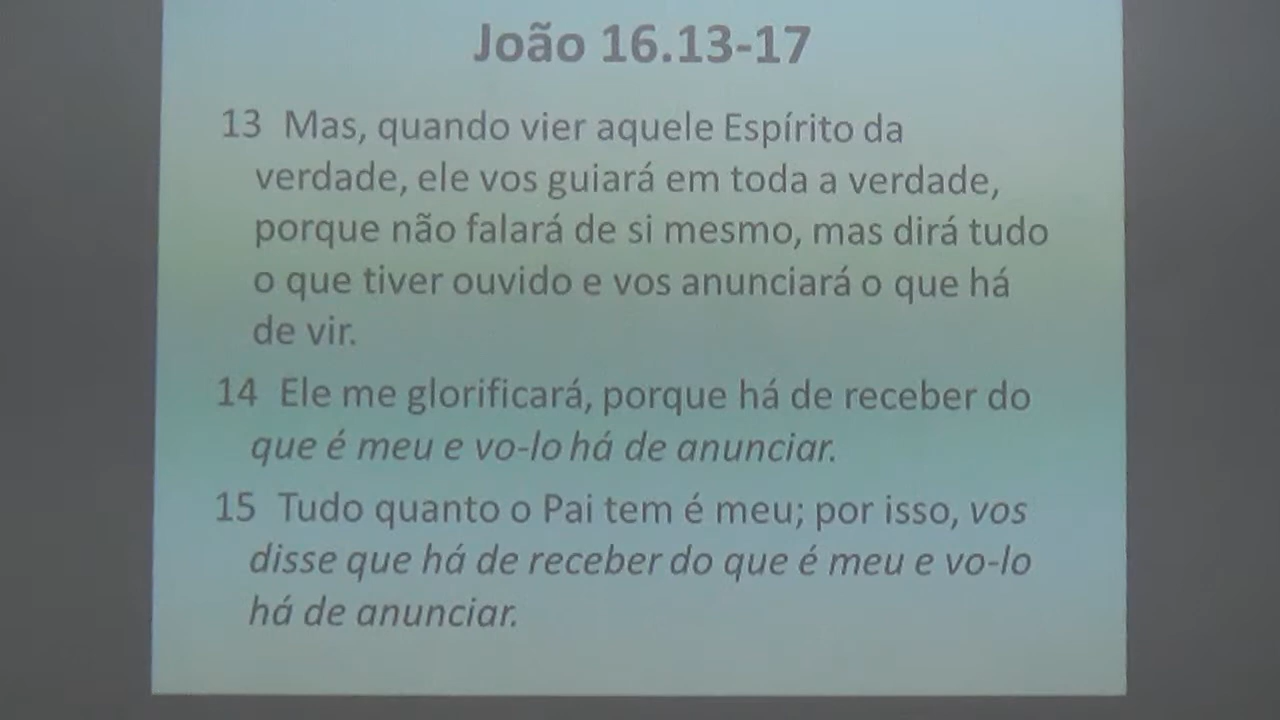 João 16.13-17
13 Mas, quando vier aquele Espírito da
verdade, ele vos guiará em toda a verdade,
porque não falará de si mesmo, mas dirá tudo
o que tiver ouvido e vos anunciará o que há
de vir.
14 Ele me glorificará, porque há de receber do
que é meu e vo-lo há de anunciar.
15 Tudo quanto o Pai tem é meu; por isso, vos
disse que há de receber do que é meu e vo-lo
há de anunciar.